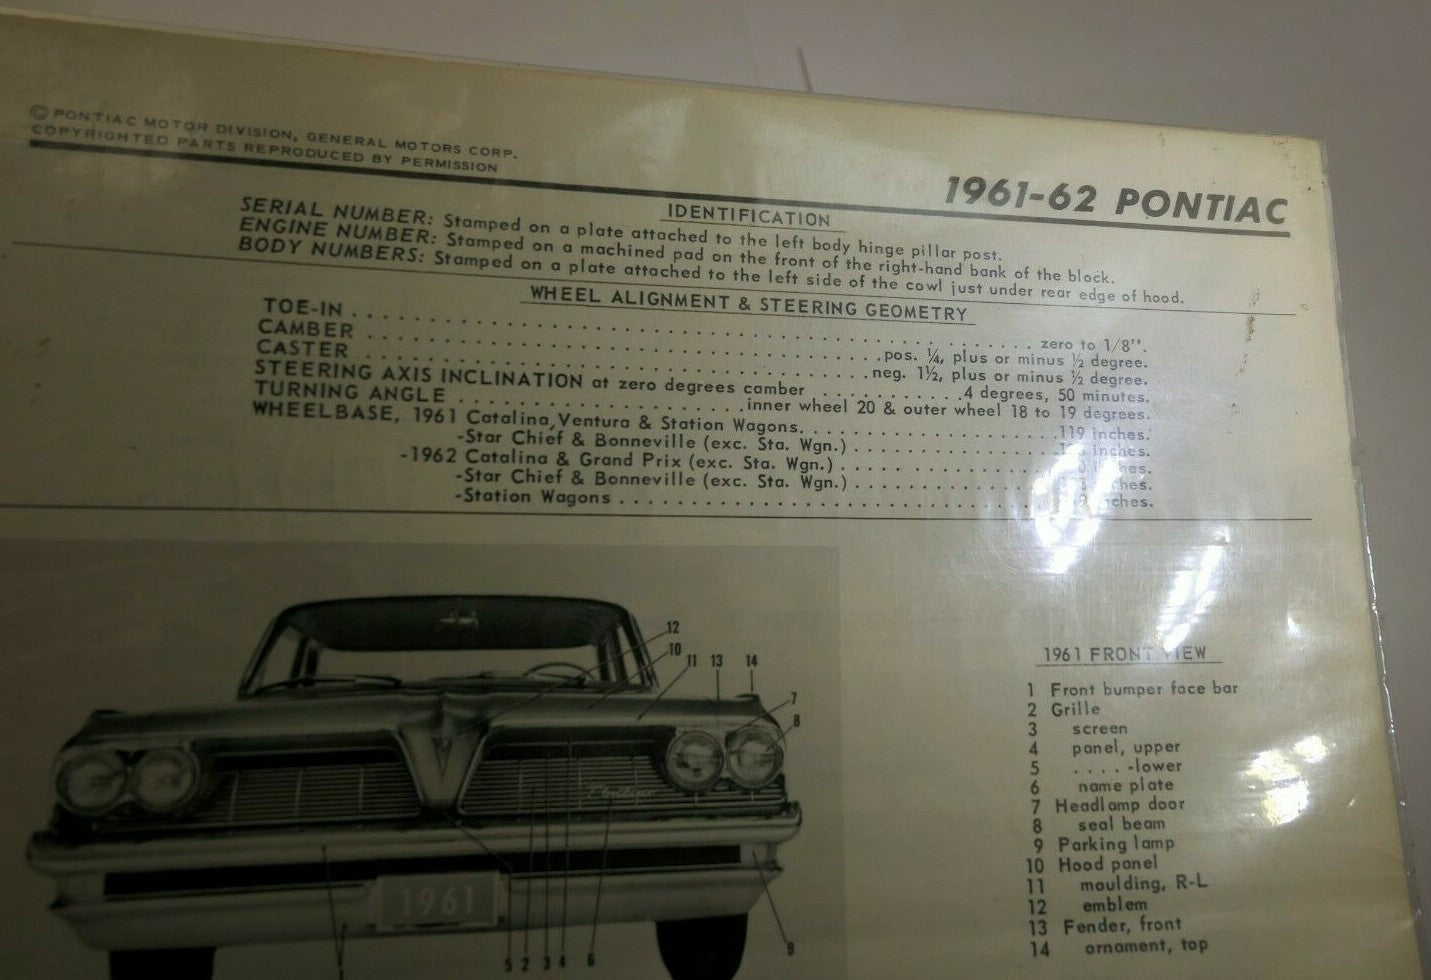 © PONTIAC MOTOR DIVISION, GENERAL MOTORS CORP.
COPYRIGHTED PARTS REPRODUCED BY PERMISSION
1961-62 PONTIAC
IDENTIFICATION
SERIAL NUMBER: Stamped on a plate attached to the left body hinge pillar post.
ENGINE NUMBER: Stamped on a machined pad on the front of the right-hand bank of the block.
BODY NUMBERS: Stamped on a plate attached to the left side of the cowl just under rear edge of hood.
WHEEL ALIGNMENT & STEERING GEOMETRY
TOE-IN . . . . . . . . . . zero to 1/8".
CAMBER . . . . . . . . . . pos. ¼, plus or minus ½ degree.
CASTER . . . . . . . . . . neg. 1½, plus or minus ½ degree.
STEERING AXIS INCLINATION at zero degrees camber . . . . . . . . . . 4 degrees, 50 minutes.
TURNING ANGLE . . . . . . . . . . inner wheel 20 & outer wheel 18 to 19 degrees.
WHEELBASE, 1961 Catalina, Ventura & Station Wagons. . . . . . . . . . 119 inches.
-Star Chief & Bonneville (exc. Sta. Wgn.) . . . . . . . . . . inches.
-1962 Catalina & Grand Prix (exc. Sta. Wgn.) . . . . . . . . . . inches.
-Star Chief & Bonneville (exc. Sta. Wgn.) . . . . . . . . . . inches.
-Station Wagons . . . . . . . . . . inches.
12
10
11 13 14
7
8
1961
5 2 3 4 6
9
1
1961 FRONT VIEW
1 Front bumper face bar
2 Grille
3 screen
4 panel, upper
5 . . . . -lower
6 name plate
7 Headlamp door
8 seal beam
9 Parking lamp
10 Hood panel
11 moulding, R-L
12 emblem
13 Fender, front
14 ornament, top